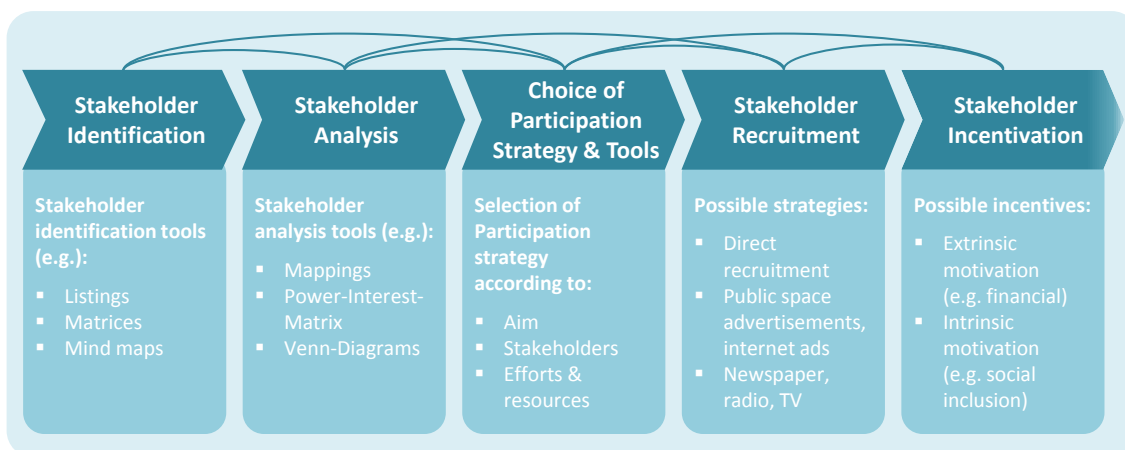 Stakeholder
Identification
Stakeholder
Analysis
Choice of
Participation
Strategy & Tools
Stakeholder
Recruitment
Stakeholder
Incentivation
Stakeholder
identification tools
(e.g.):
▪ Listings
▪ Matrices
▪ Mind maps
Stakeholder
analysis tools (e.g.):
▪ Mappings
▪ Power-Interest-
Matrix
▪ Venn-Diagrams
Selection of
Participation
strategy
according to:
▪ Aim
▪ Stakeholders
▪ Efforts &
resources
Possible strategies:
▪ Direct
recruitment
▪ Public space
advertisements,
internet ads
▪ Newspaper,
radio, TV
Possible incentives:
▪ Extrinsic
motivation
(e.g. financial)
▪ Intrinsic
motivation
(e.g. social
inclusion)